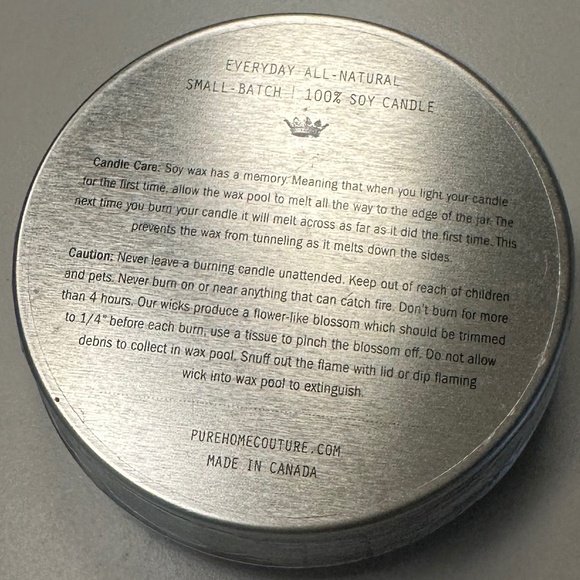 EVERYDAY ALL-NATURAL
SMALL-BATCH | 100% SOY CANDLE
Candle Care: Soy wax has a memory. Meaning that when you light your candle
for the first time, allow the wax pool to melt all the way to the edge of the jar. The
next time you burn your candle it will melt across as far as it did the first time. This
prevents the wax from tunneling as it melts down the sides.
Caution: Never leave a burning candle unattended. Keep out of reach of children
and pets. Never burn on or near anything that can catch fire. Don't burn for more
than 4 hours. Our wicks produce a flower-like blossom which should be trimmed
to 1/4" before each burn, use a tissue to pinch the blossom off. Do not allow
debris to collect in wax pool. Snuff out the flame with lid or dip flaming
wick into wax pool to extinguish.
PUREHOMECOUTURE.COM
MADE IN CANADA